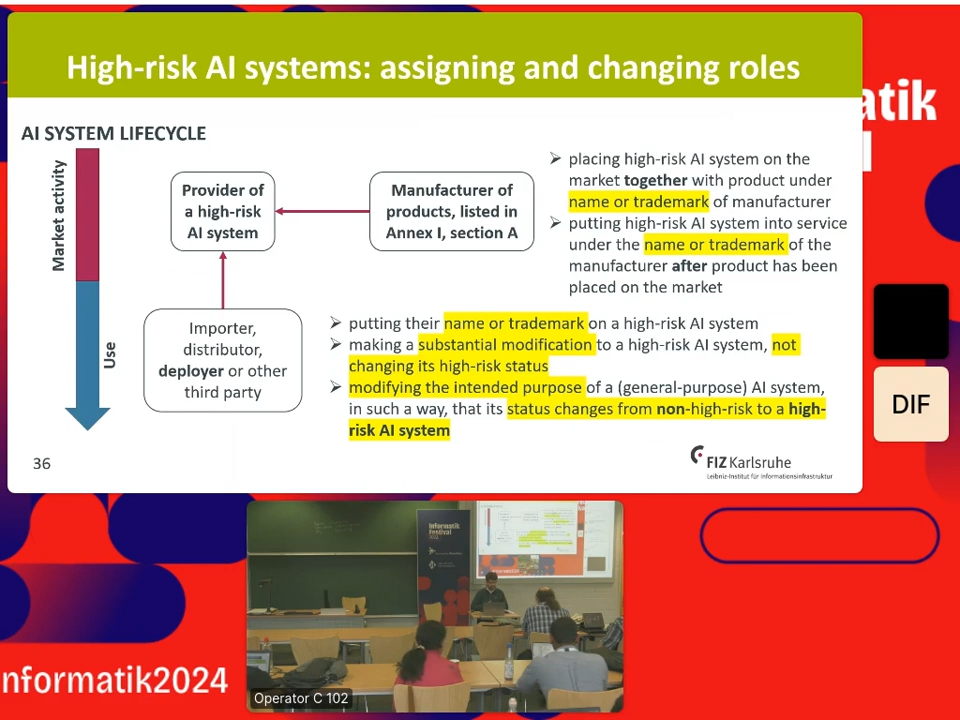 High-risk AI systems: assigning and changing roles
AI SYSTEM LIFECYCLE
Market activity
Use
Provider of
a high-risk
AI system
Manufacturer of
products, listed in
Annex I, section A
➢ placing high-risk AI system on the
market together with product under
name or trademark of manufacturer
➢ putting high-risk AI system into service
under the name or trademark of the
manufacturer after product has been
placed on the market
Importer,
distributor,
deployer or other
third party
➢ putting their name or trademark on a high-risk AI system
➢ making a substantial modification to a high-risk AI system, not
changing its high-risk status
➢ modifying the intended purpose of a (general-purpose) AI system,
in such a way, that its status changes from non-high-risk to a high-
risk AI system
36
FIZ Karlsruhe
Leibniz-Institut für Informationsinfrastruktur
atik
DIF
informatik
festival
nformatik2024
Operator C 102